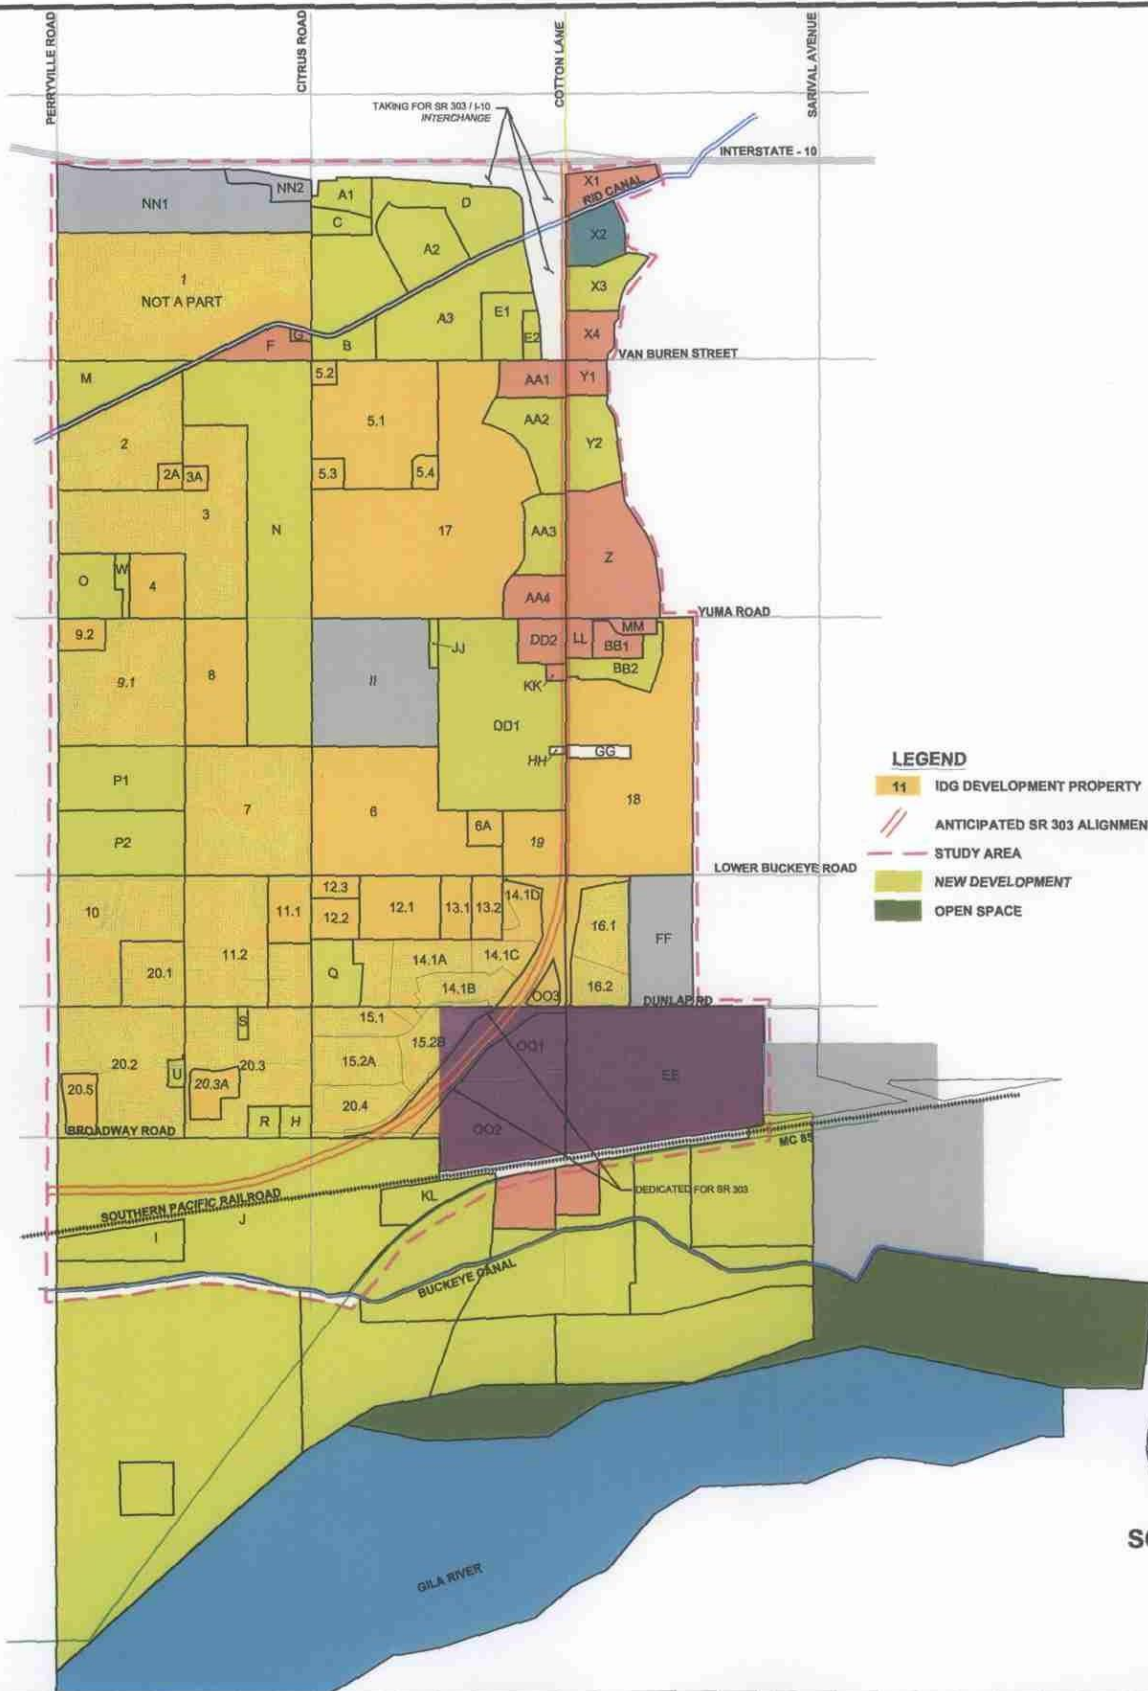 PERRYVILLE ROAD
CITRUS ROAD
COTTON LANE
SARIVAL AVENUE
TAKING FOR SR 303 / I-10
INTERCHANGE
INTERSTATE - 10
X1
RID CANAL
NN2
NN1
A1
D
C
X2
A2
1
NOT A PART
X3
A3
E1
E2
X4
F
G
B
VAN BUREN STREET
M
5.2
AA1
Y1
5.1
AA2
Y2
2
2A
3A
5.3
5.4
3
N
17
AA3
Z
O
W
4
AA4
YUMA ROAD
9.2
MM
DD2
LL
BB1
JJ
BB2
9.1
8
II
KK
DD1
HH
GG
P1
7
6
18
6A
19
P2
LEGEND
11 IDG DEVELOPMENT PROPERTY
ANTICIPATED SR 303 ALIGNMEN
STUDY AREA
NEW DEVELOPMENT
OPEN SPACE
LOWER BUCKEYE ROAD
10
11.1
12.3
12.2
12.1
13.1
13.2
14.1D
16.1
FF
11.2
20.1
Q
14.1A
14.1C
14.1B
16.2
OO3
DUNLAP RD
S
15.1
15.2B
OO1
20.2
U
20.3
15.2A
EE
20.5
20.3A
20.4
R
H
OO2
BROADWAY ROAD
MC 85
DEDICATED FOR SR 303
KL
SOUTHERN PACIFIC RAILROAD
J
I
BUCKEYE CANAL
GILA RIVER